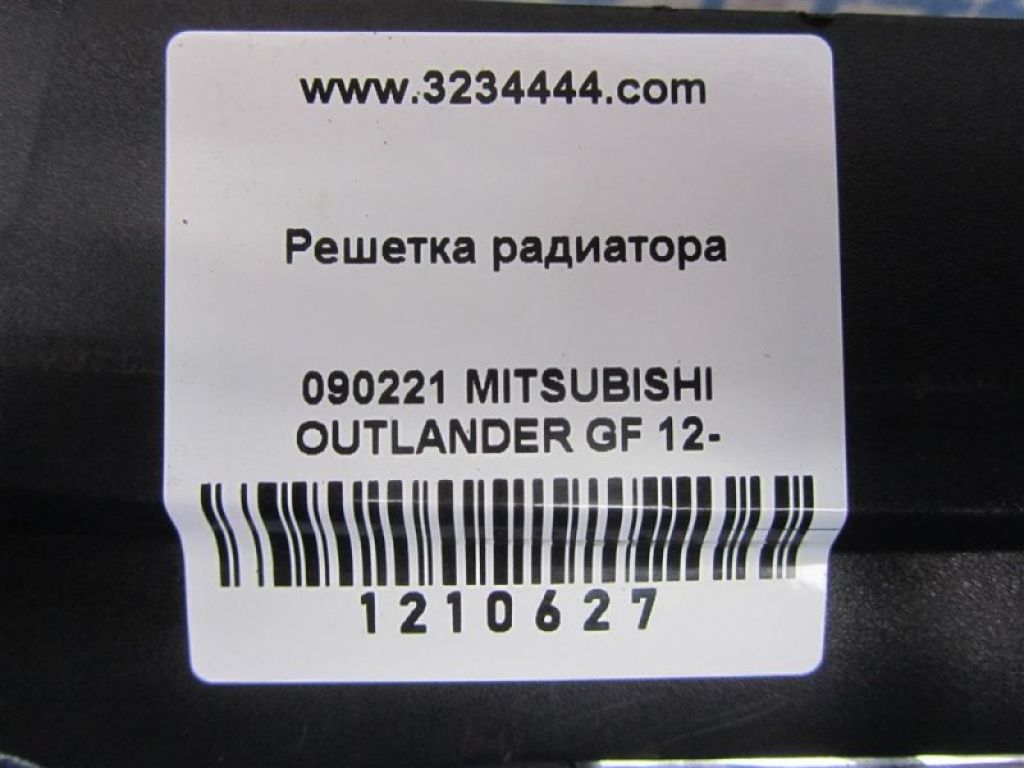 www.3234444.com
Решетка радиатора
090221 MITSUBISHI
OUTLANDER GF 12-
1210627